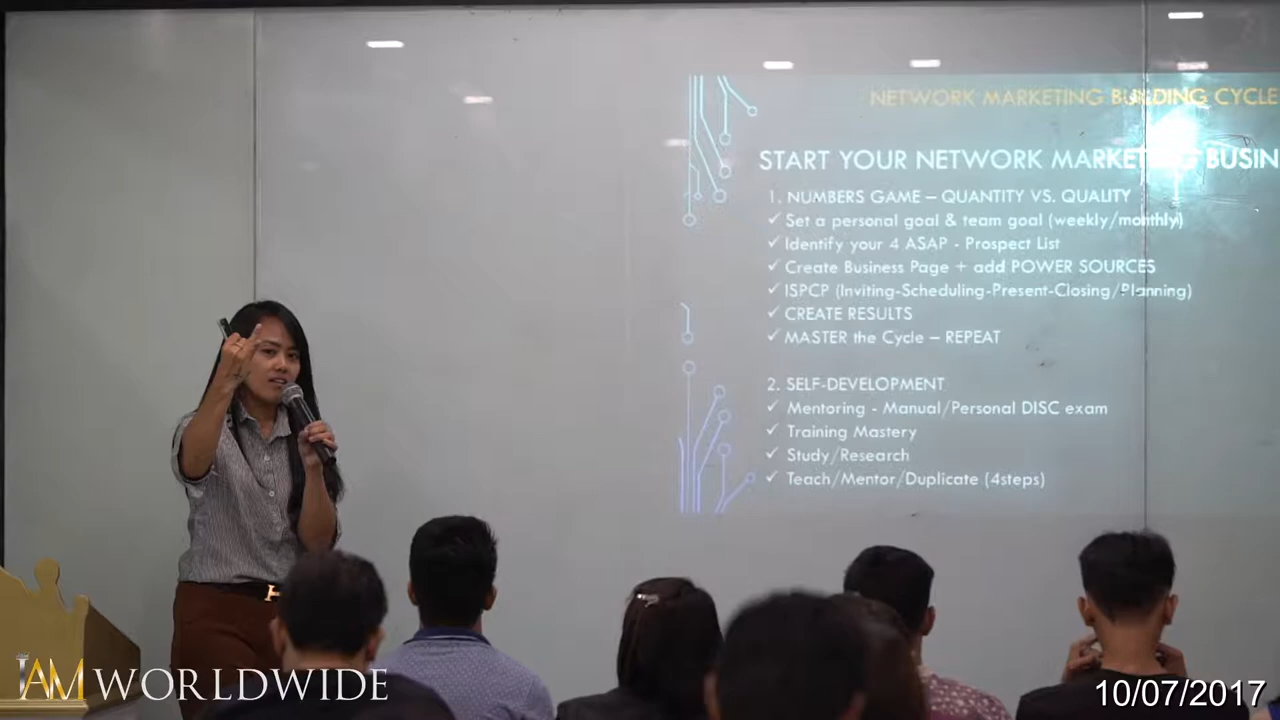 NETWORK MARKETING BUILDING CYCLE
START YOUR NETWORK MARKETING BUSIN
1. NUMBERS GAME – QUANTITY VS. QUALITY
✓ Set a personal goal & team goal (weekly/monthly)
✓ Identify your 4 ASAP - Prospect List
✓ Create Business Page + add POWER SOURCES
✓ ISPCP (Inviting-Scheduling-Present-Closing/Planning)
✓ CREATE RESULTS
✓ MASTER the Cycle – REPEAT
2. SELF-DEVELOPMENT
✓ Mentoring - Manual/Personal DISC exam
✓ Training Mastery
✓ Study/Research
✓ Teach/Mentor/Duplicate (4steps)
IAM WORLDWIDE
10/07/2017